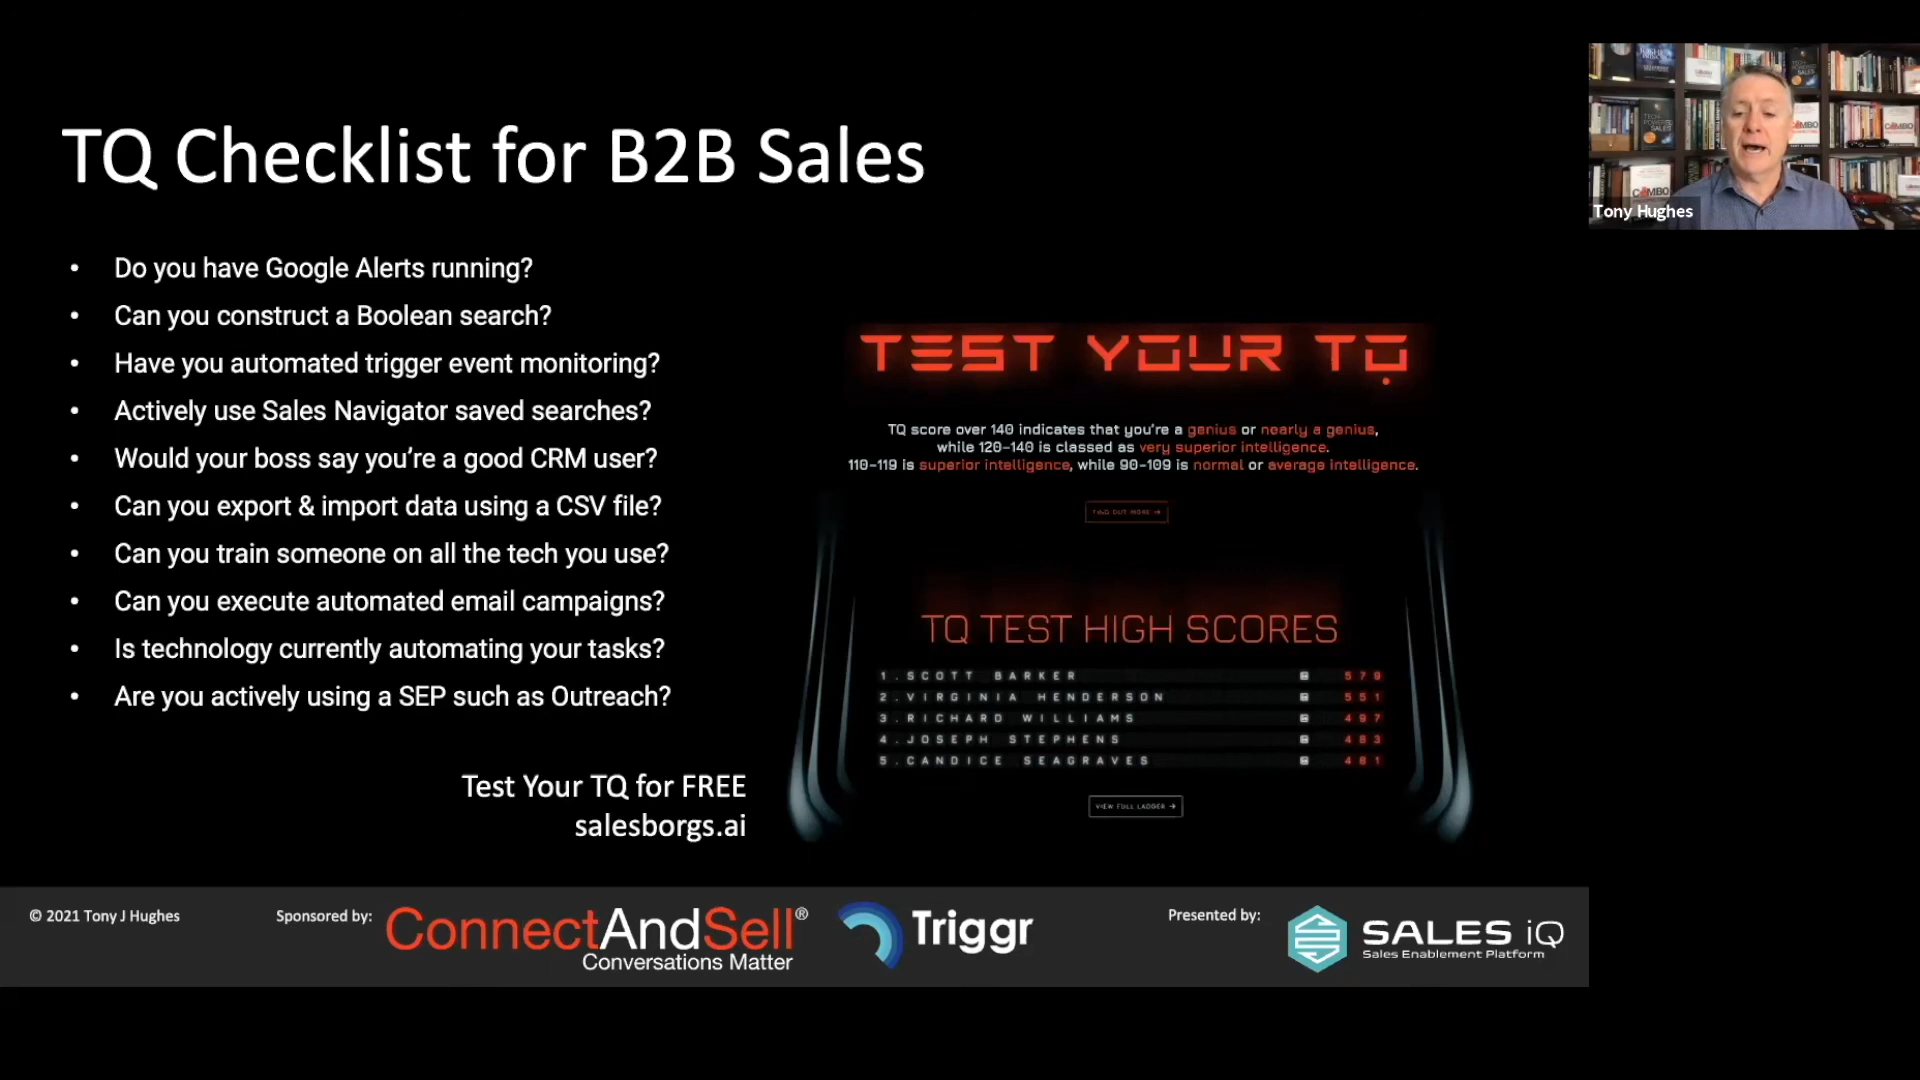 TQ Checklist for B2B Sales
• Do you have Google Alerts running?
• Can you construct a Boolean search?
• Have you automated trigger event monitoring?
• Actively use Sales Navigator saved searches?
• Would your boss say you’re a good CRM user?
• Can you export & import data using a CSV file?
• Can you train someone on all the tech you use?
• Can you execute automated email campaigns?
• Is technology currently automating your tasks?
• Are you actively using a SEP such as Outreach?
Test Your TQ for FREE
salesborgs.ai
TEST YOUR TQ
TQ score over 140 indicates that you’re a genius or nearly a genius,
while 120-140 is classed as very superior intelligence.
110-119 is superior intelligence, while 90-109 is normal or average intelligence.
FIND OUT MORE →
TQ TEST HIGH SCORES
1. SCOTT BARKER 579
2. VIRGINIA HENDERSON 551
3. RICHARD WILLIAMS 497
4. JOSEPH STEPHENS 483
5. CANDICE SEAGRAVES 481
VIEW FULL LADDER →
Tony Hughes
TECH
POWERED
SALES
COMBO
COMBO
COMBO
© 2021 Tony J Hughes
Sponsored by:
ConnectAndSell®
Conversations Matter
Triggr
Presented by:
SALES iQ
Sales Enablement Platform